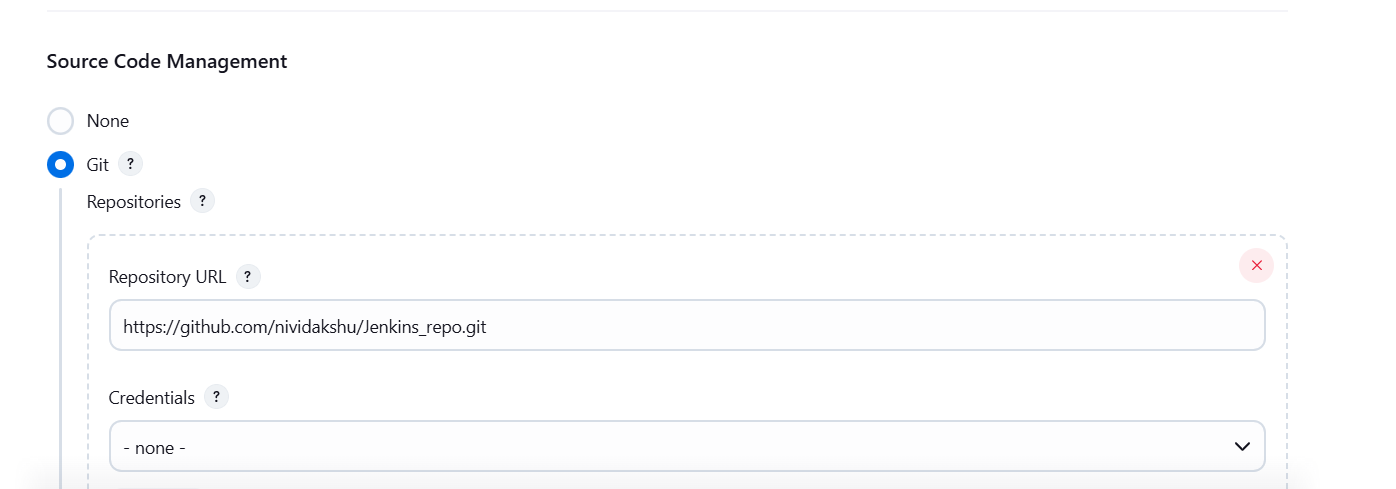 Source Code Management
None
Git ?
Repositories ?
Repository URL ?
https://github.com/nividakshu/Jenkins_repo.git
Credentials ?
- none -